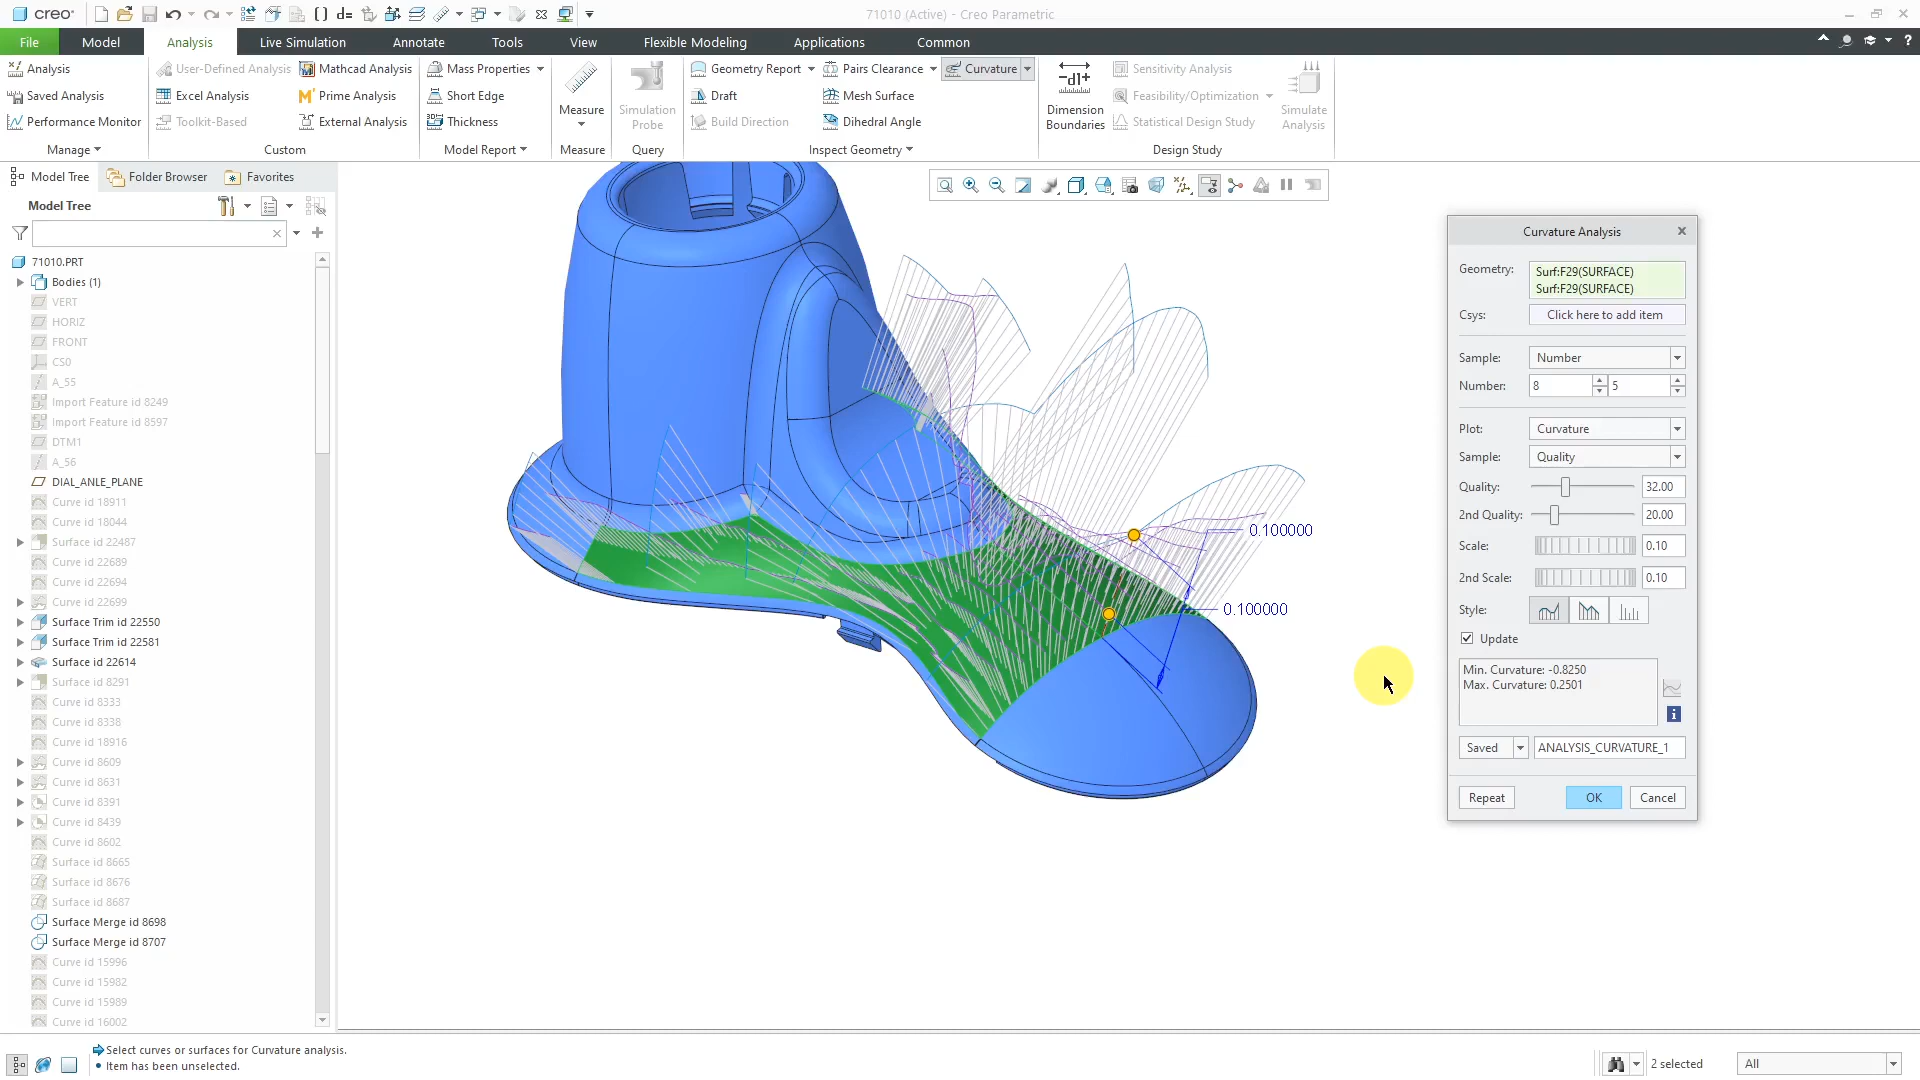 creo
d=
71010 (Active) - Creo Parametric
File Model Analysis Live Simulation Annotate Tools View Flexible Modeling Applications Common
Analysis
Saved Analysis
Performance Monitor
Manage
User-Defined Analysis
Excel Analysis
Toolkit-Based
Mathcad Analysis
Prime Analysis
External Analysis
Custom
Mass Properties
Short Edge
Thickness
Model Report
Measure
Measure
Simulation
Probe
Query
Geometry Report
Draft
Build Direction
Pairs Clearance
Mesh Surface
Dihedral Angle
Curvature
Inspect Geometry
Dimension
Boundaries
Sensitivity Analysis
Feasibility/Optimization
Statistical Design Study
Simulate
Analysis
Design Study
Model Tree Folder Browser Favorites
Model Tree
71010.PRT
Bodies (1)
VERT
HORIZ
FRONT
CS0
A_55
Import Feature id 8249
Import Feature id 8597
DTM1
A_56
DIAL_ANLE_PLANE
Curve id 18911
Curve id 18044
Surface id 22487
Curve id 22689
Curve id 22694
Curve id 22699
Surface Trim id 22550
Surface Trim id 22581
Surface id 22614
Surface id 8291
Curve id 8333
Curve id 8338
Curve id 18916
Curve id 8609
Curve id 8631
Curve id 8391
Curve id 8439
Curve id 8602
Surface id 8665
Surface id 8676
Surface id 8687
Surface Merge id 8698
Surface Merge id 8707
Curve id 15996
Curve id 15982
Curve id 15989
Curve id 16002
0.100000
0.100000
Curvature Analysis
Geometry: Surf:F29(SURFACE)
Surf:F29(SURFACE)
Csys: Click here to add item
Sample: Number
Number: 8 5
Plot: Curvature
Sample: Quality
Quality: 32.00
2nd Quality: 20.00
Scale: 0.10
2nd Scale: 0.10
Style:
Update
Min. Curvature: -0.8250
Max. Curvature: 0.2501
Saved ANALYSIS_CURVATURE_1
Repeat OK Cancel
Select curves or surfaces for Curvature analysis.
Item has been unselected.
2 selected
All